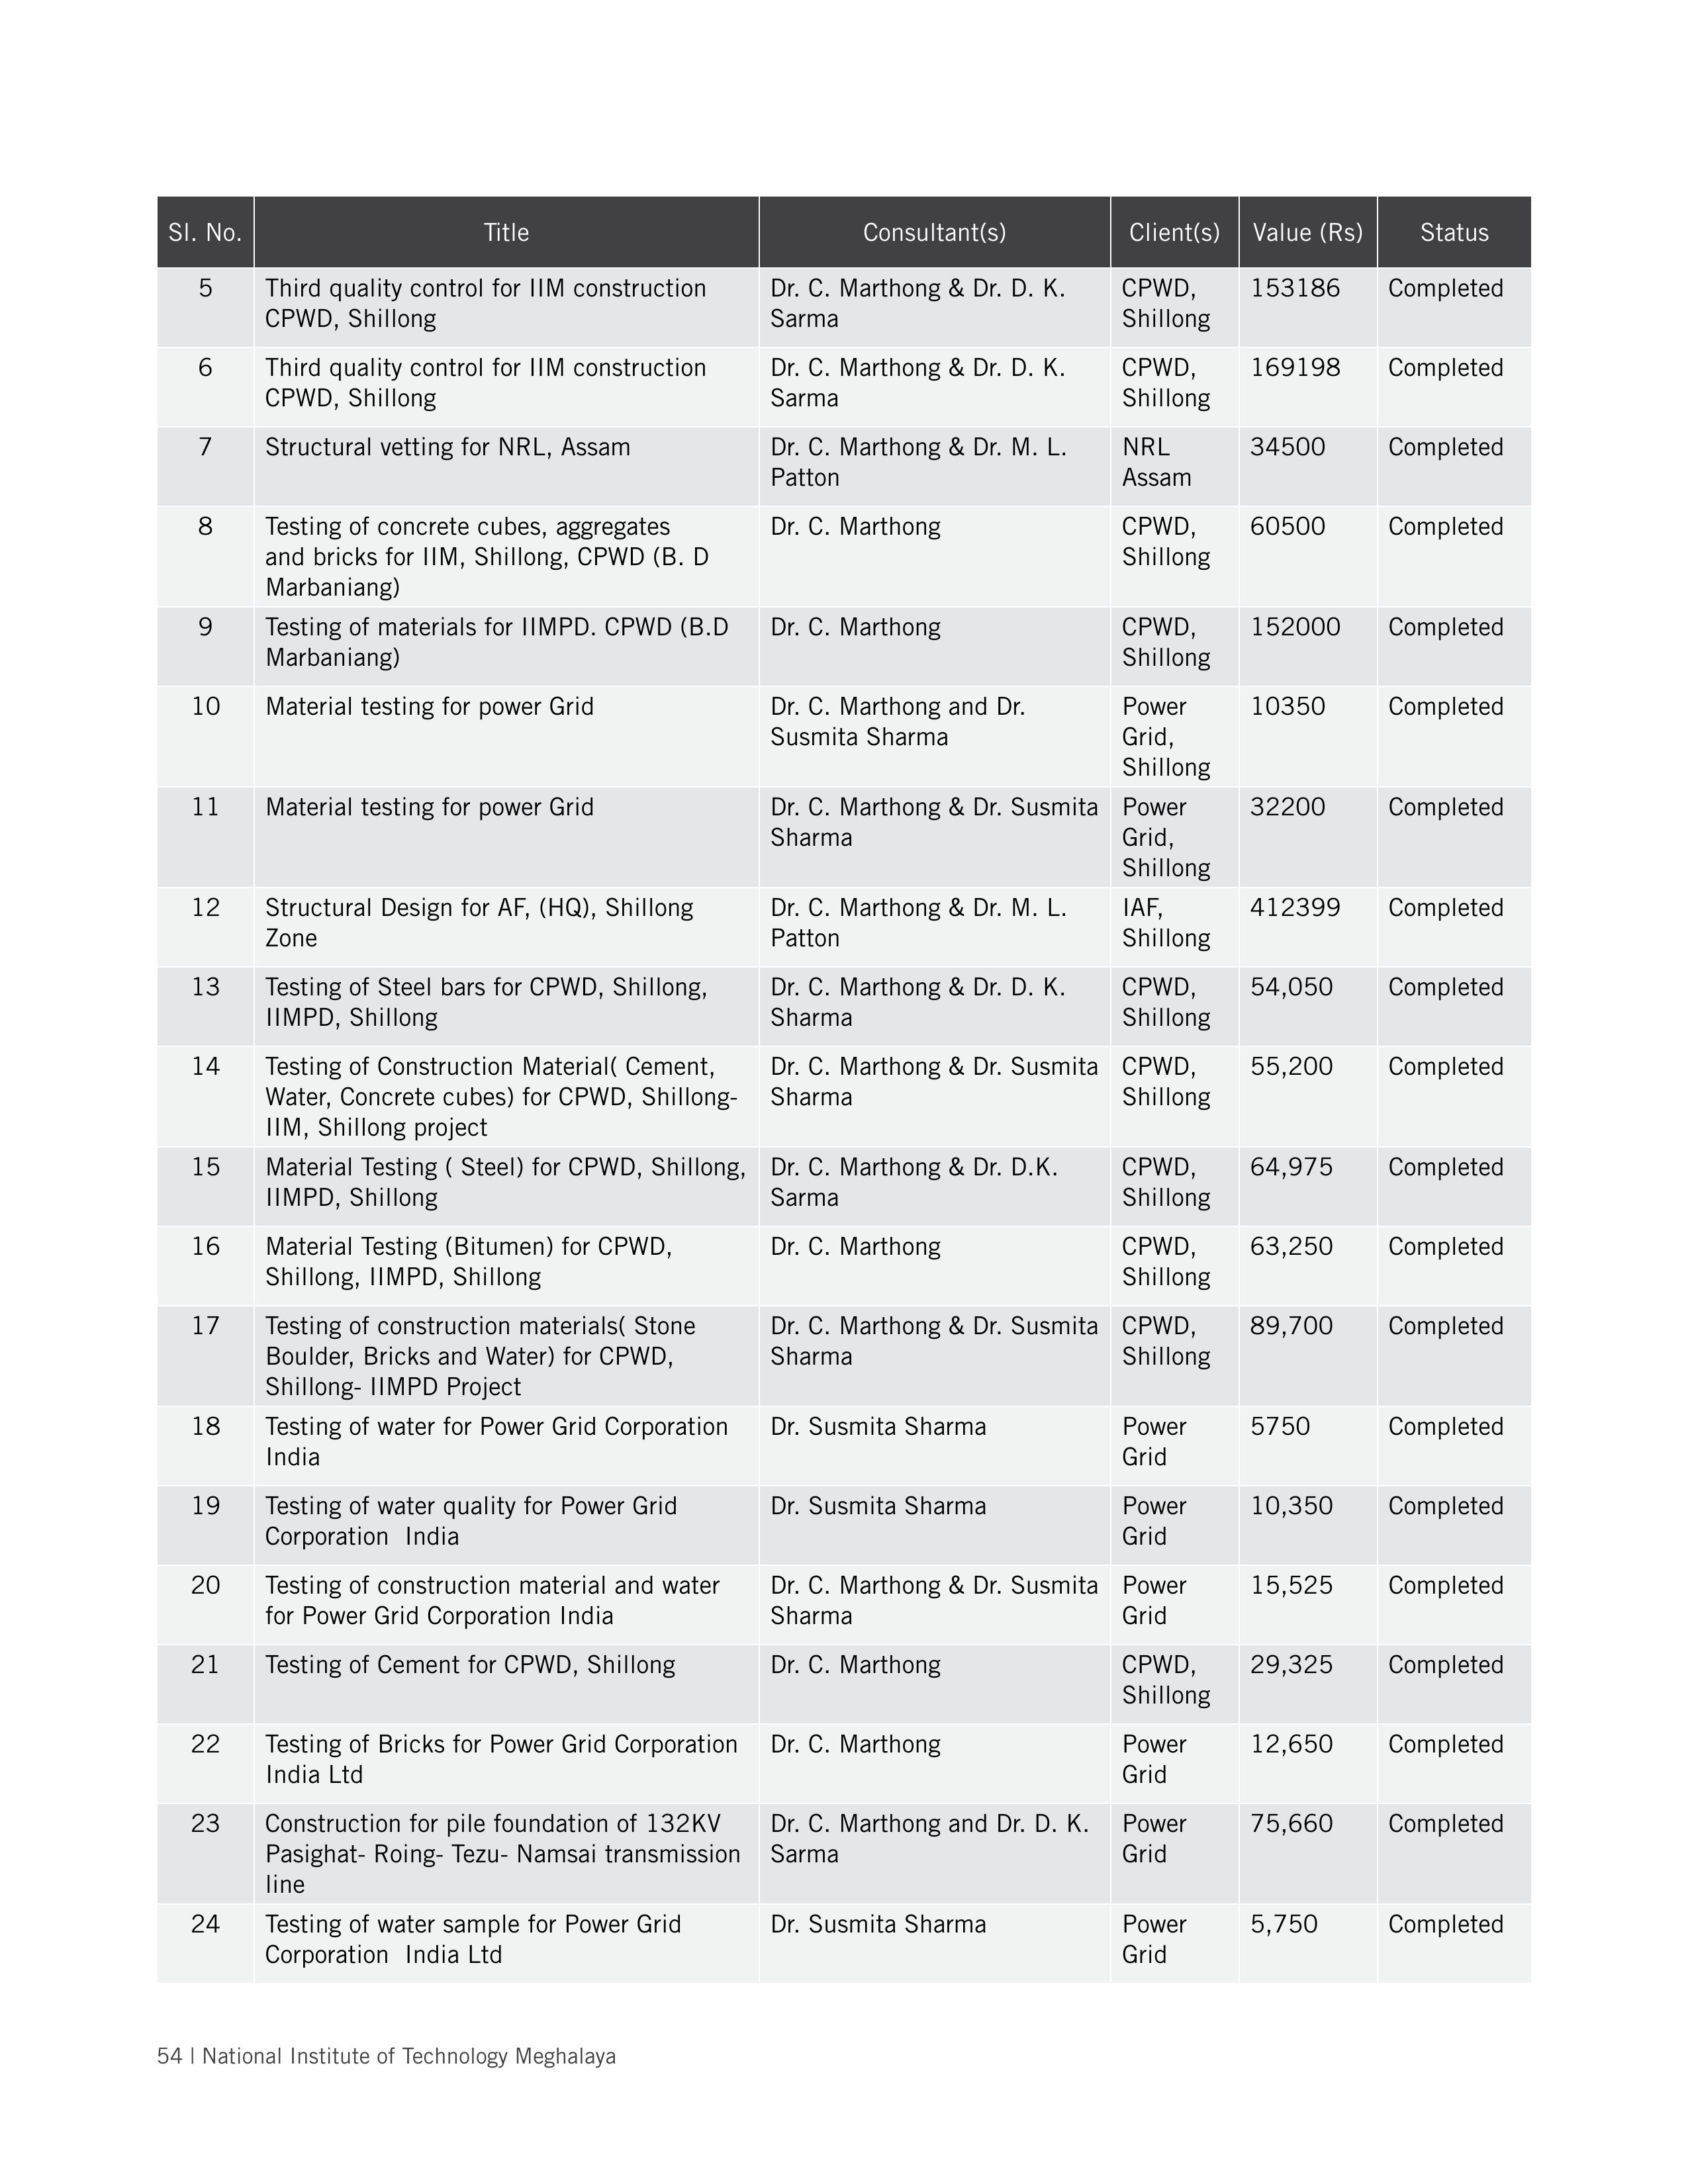 Sl. No. Title Consultant(s) Client(s) Value (Rs) Status
5 Third quality control for IIM construction Dr. C. Marthong & Dr. D. K. CPWD, 153186 Completed
CPWD, Shillong Sarma Shillong
6 Third quality control for IIM construction Dr. C. Marthong & Dr. D. K. CPWD, 169198 Completed
CPWD, Shillong Sarma Shillong
7 Structural vetting for NRL, Assam Dr. C. Marthong & Dr. M. L. NRL 34500 Completed
Patton Assam
8 Testing of concrete cubes, aggregates Dr. C. Marthong CPWD, 60500 Completed
and bricks for IIM, Shillong, CPWD (B. D Shillong
Marbaniang)
9 Testing of materials for IIMPD. CPWD (B.D Dr. C. Marthong CPWD, 152000 Completed
Marbaniang) Shillong
10 Material testing for power Grid Dr. C. Marthong and Dr. Power 10350 Completed
Susmita Sharma Grid,
Shillong
11 Material testing for power Grid Dr. C. Marthong & Dr. Susmita Power 32200 Completed
Sharma Grid,
Shillong
12 Structural Design for AF, (HQ), Shillong Dr. C. Marthong & Dr. M. L. IAF, 412399 Completed
Zone Patton Shillong
13 Testing of Steel bars for CPWD, Shillong, Dr. C. Marthong & Dr. D. K. CPWD, 54,050 Completed
IIMPD, Shillong Sharma Shillong
14 Testing of Construction Material( Cement, Dr. C. Marthong & Dr. Susmita CPWD, 55,200 Completed
Water, Concrete cubes) for CPWD, Shillong- Sharma Shillong
IIM, Shillong project
15 Material Testing ( Steel) for CPWD, Shillong, Dr. C. Marthong & Dr. D.K. CPWD, 64,975 Completed
IIMPD, Shillong Sarma Shillong
16 Material Testing (Bitumen) for CPWD, Dr. C. Marthong CPWD, 63,250 Completed
Shillong, IIMPD, Shillong Shillong
17 Testing of construction materials( Stone Dr. C. Marthong & Dr. Susmita CPWD, 89,700 Completed
Boulder, Bricks and Water) for CPWD, Sharma Shillong
Shillong- IIMPD Project
18 Testing of water for Power Grid Corporation Dr. Susmita Sharma Power 5750 Completed
India Grid
19 Testing of water quality for Power Grid Dr. Susmita Sharma Power 10,350 Completed
Corporation  India Grid
20 Testing of construction material and water Dr. C. Marthong & Dr. Susmita Power 15,525 Completed
for Power Grid Corporation India Sharma Grid
21 Testing of Cement for CPWD, Shillong Dr. C. Marthong CPWD, 29,325 Completed
Shillong
22 Testing of Bricks for Power Grid Corporation Dr. C. Marthong Power 12,650 Completed
India Ltd Grid
23 Construction for pile foundation of 132KV Dr. C. Marthong and Dr. D. K. Power 75,660 Completed
Pasighat- Roing- Tezu- Namsai transmission Sarma Grid
line
24 Testing of water sample for Power Grid Dr. Susmita Sharma Power 5,750 Completed
Corporation  India Ltd Grid
54 | National Institute of Technology Meghalaya